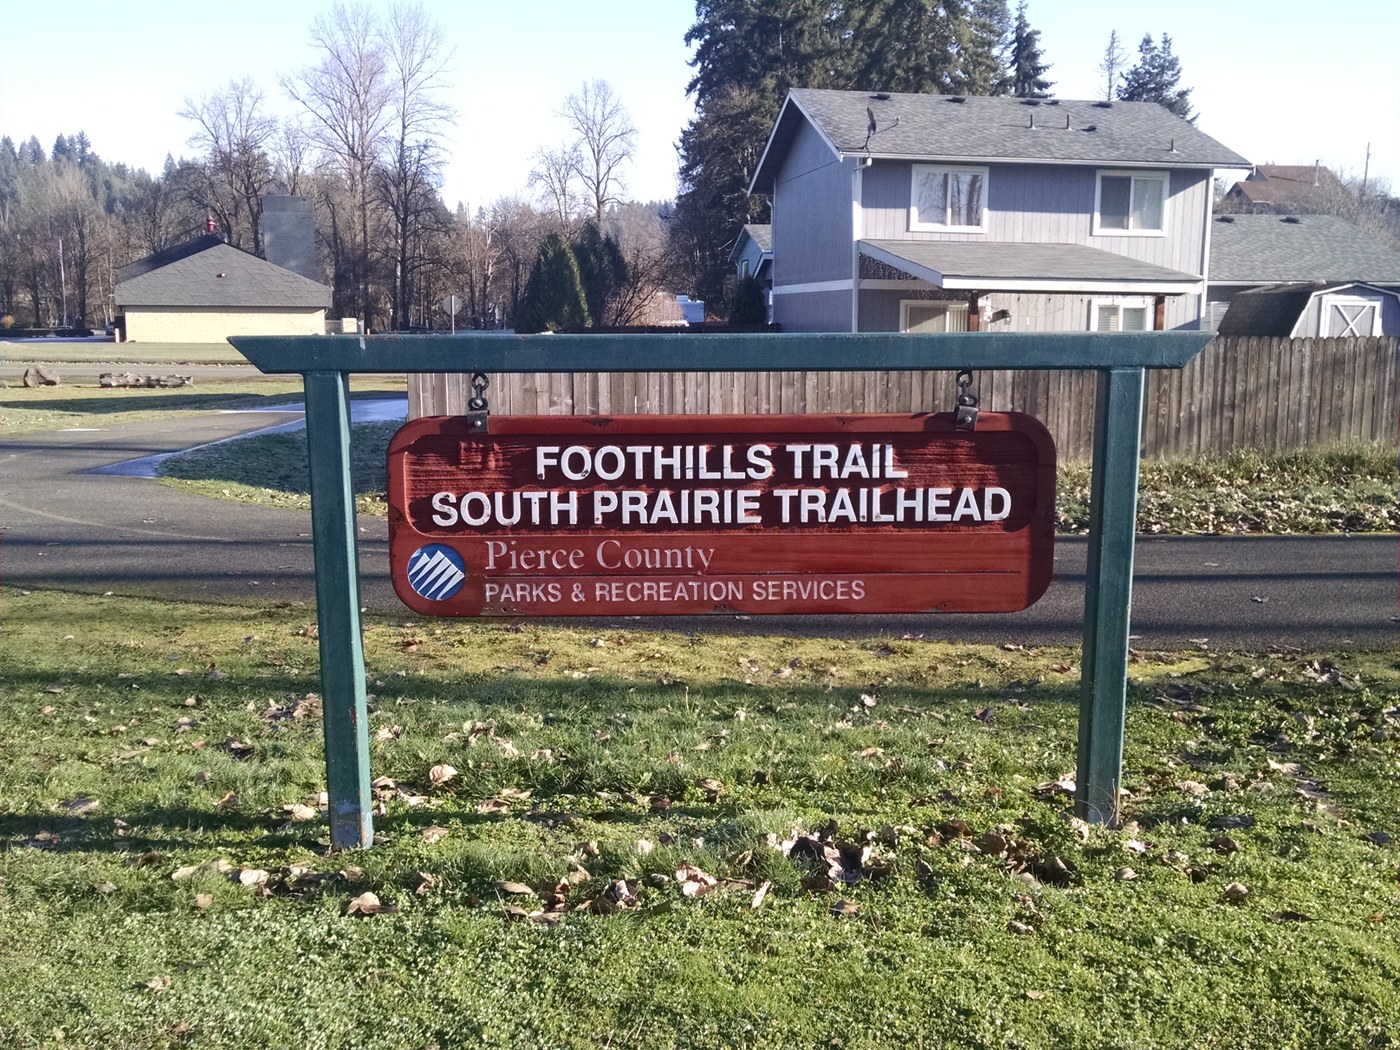 FOOTHILLS TRAIL
SOUTH PRAIRIE TRAILHEAD
Pierce County
PARKS & RECREATION SERVICES